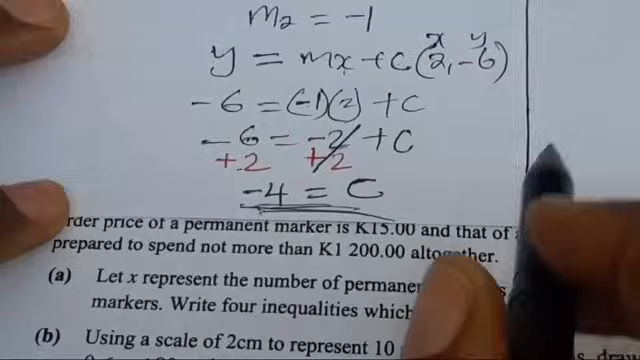 m2 = -1
x y
y = mx + c (2, -6)
-6 = (-1)(2) + c
-6 = -2 + c
+2 +2
-4 = c
rder price of a permanent marker is K15.00 and that of
prepared to spend not more than K1 200.00 altogether.
(a) Let x represent the number of permane
markers. Write four inequalities which
(b) Using a scale of 2cm to represent 10